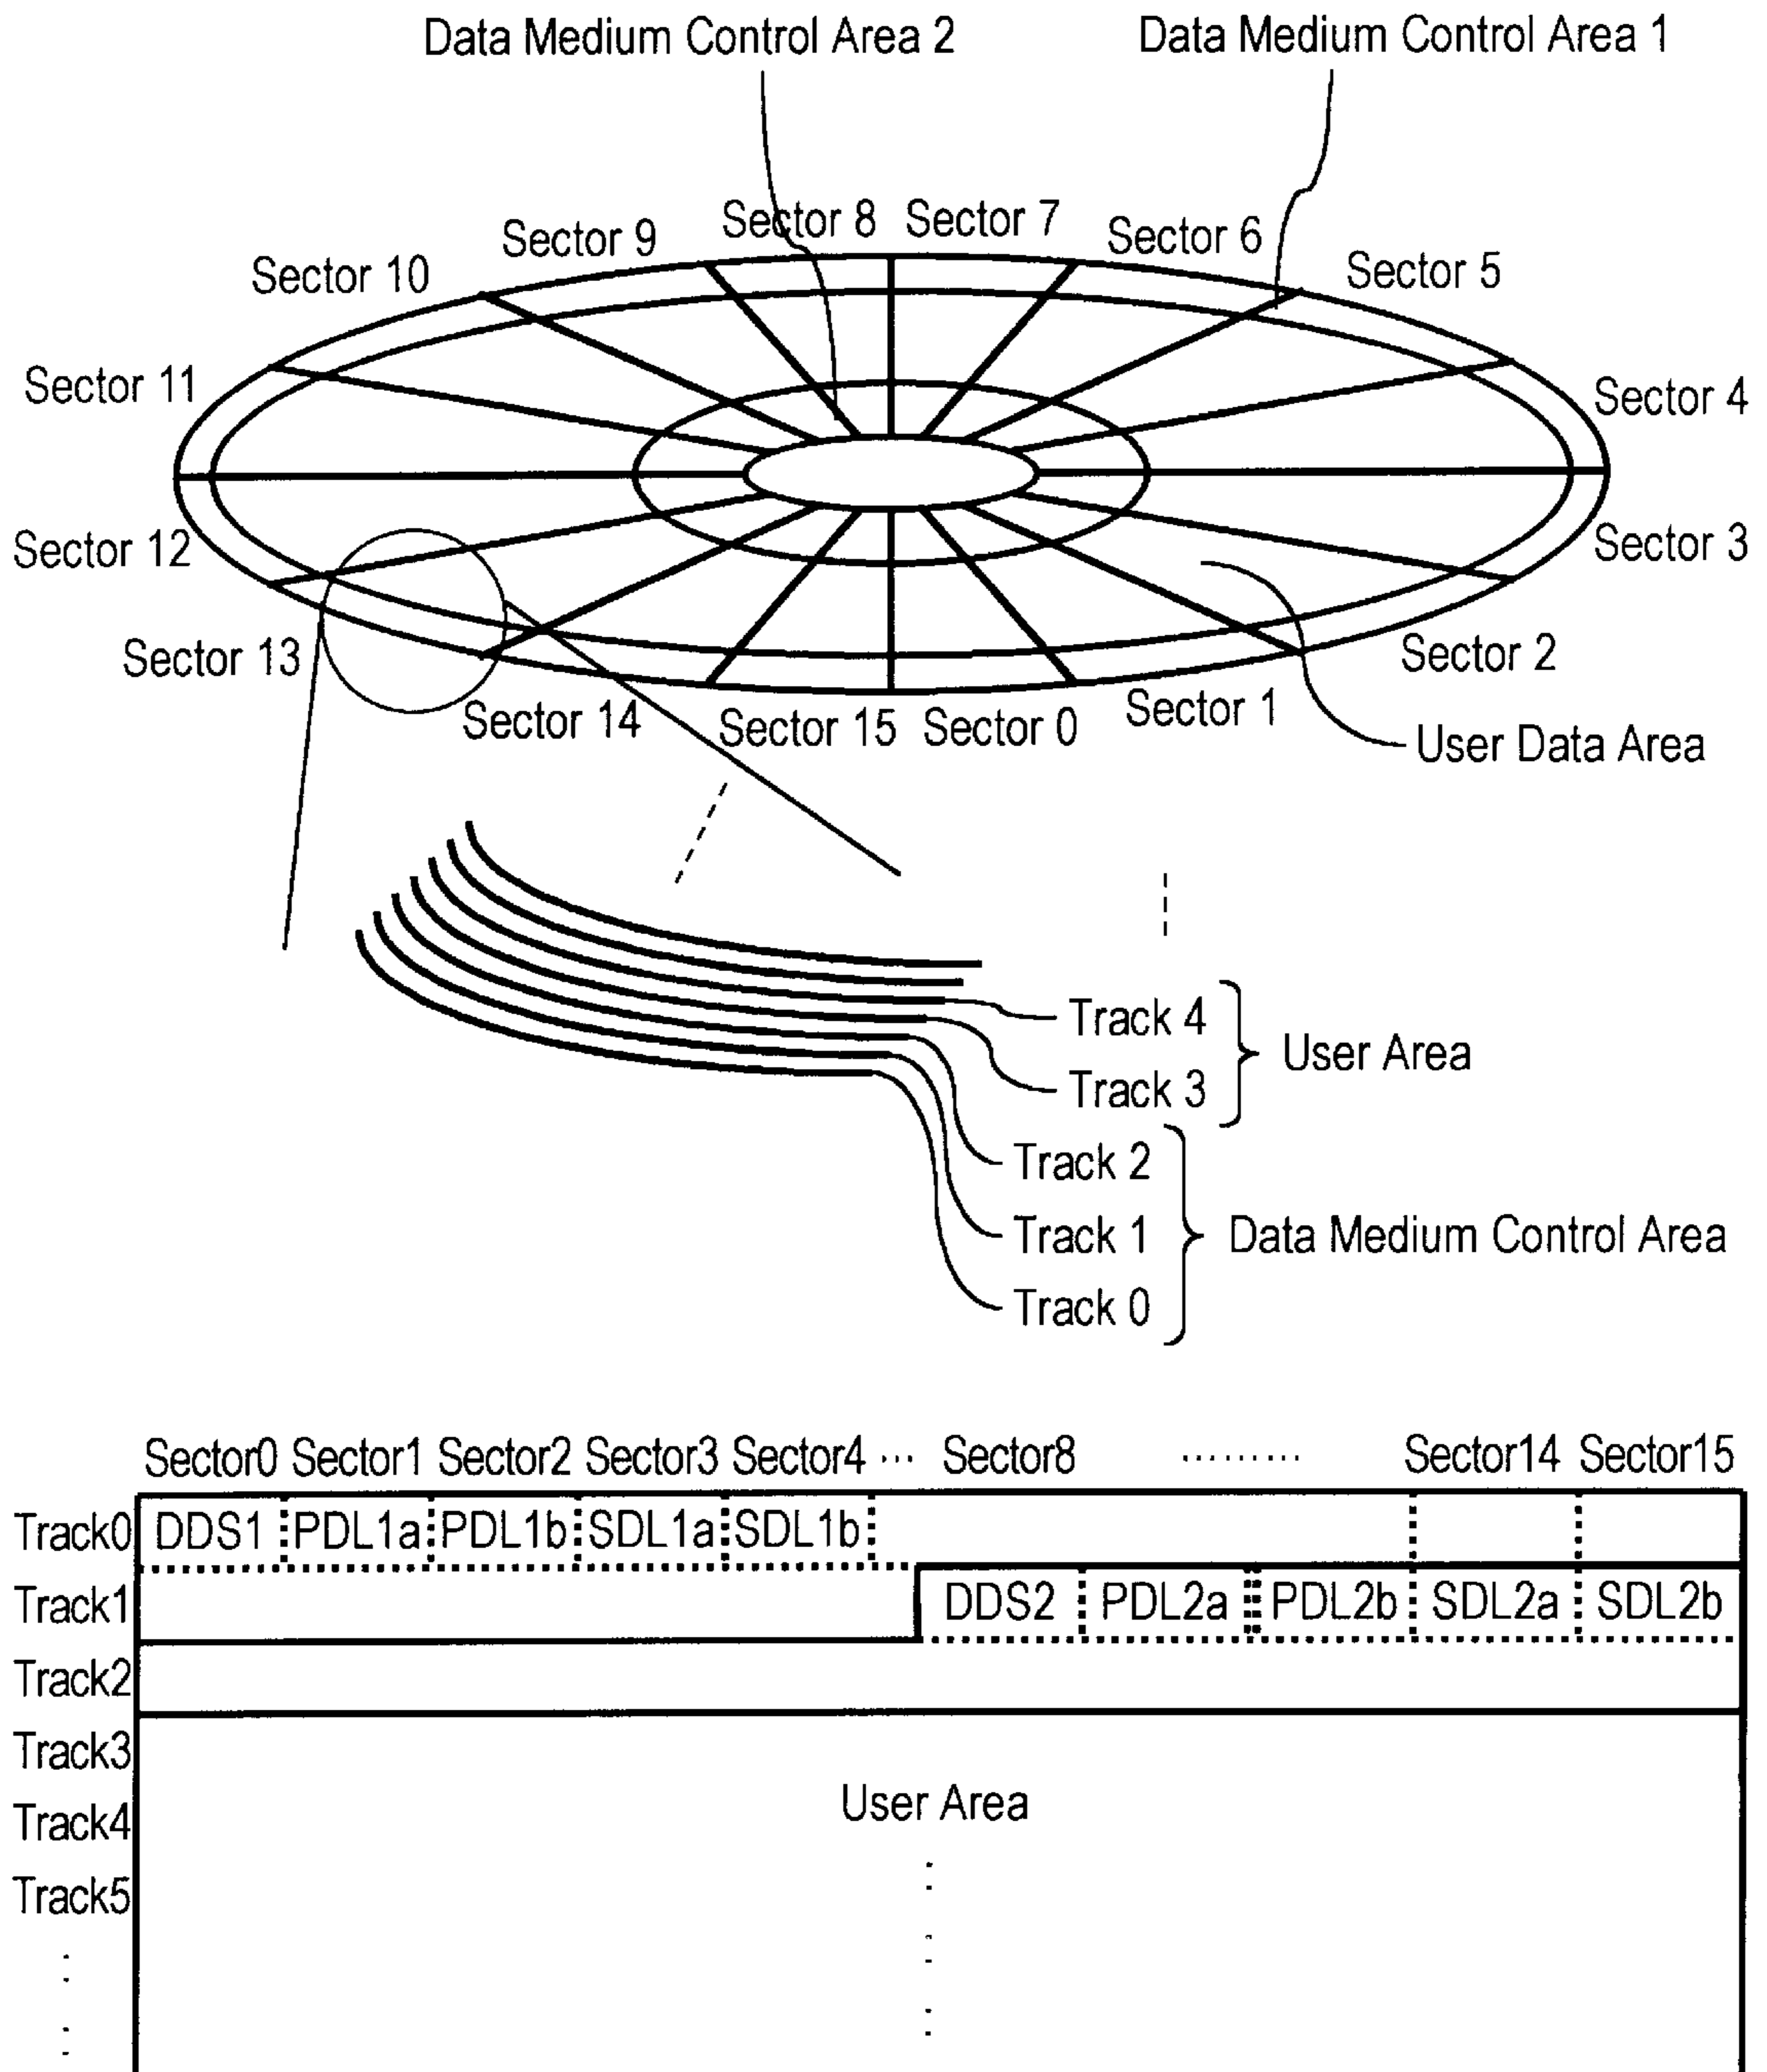 Data Medium Control Area 2
Data Medium Control Area 1
Sector 8
Sector 7
Sector 9
Sector 6
Sector 10
Sector 5
Sector 11
Sector 4
Sector 12
Sector 3
Sector 13
Sector 2
Sector 14
Sector 15
Sector 0
Sector 1
User Data Area
Track 4
Track 3
User Area
Track 2
Track 1
Track 0
Data Medium Control Area
Sector0 Sector1 Sector2 Sector3 Sector4 ... Sector8 ......... Sector14 Sector15
Track0 DDS1 PDL1a PDL1b SDL1a SDL1b
Track1 DDS2 PDL2a PDL2b SDL2a SDL2b
Track2
Track3
User Area
Track4
Track5